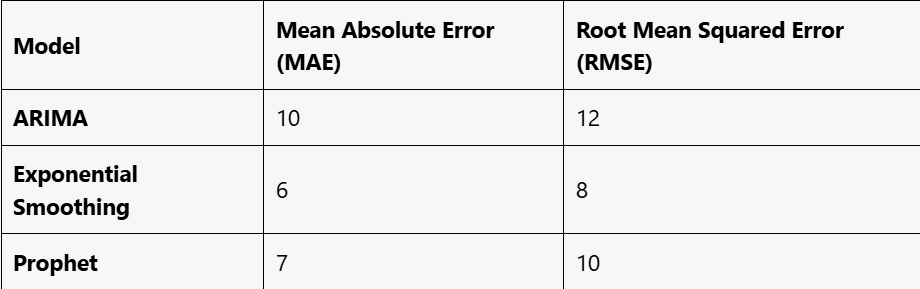 Model
Mean Absolute Error
(MAE)
Root Mean Squared Error
(RMSE)
ARIMA
10
12
Exponential
Smoothing
6
8
Prophet
7
10